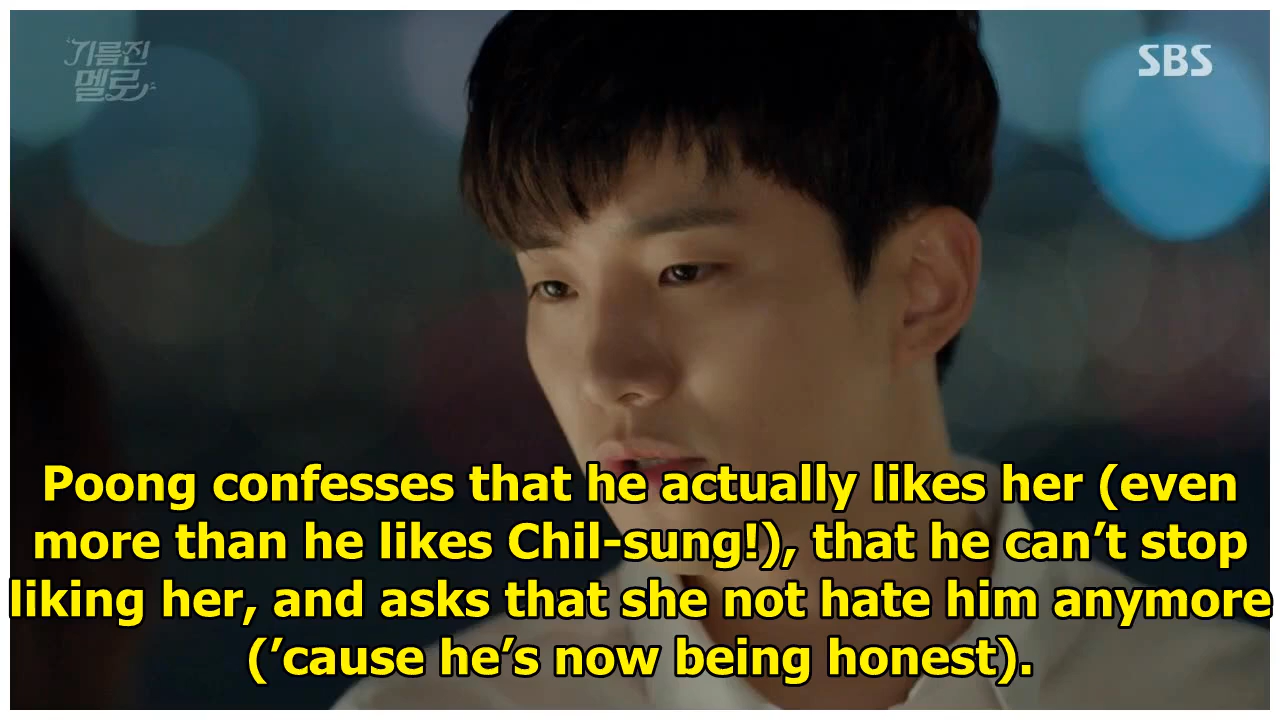 기름진
멜로
SBS
Poong confesses that he actually likes her (even
more than he likes Chil-sung!), that he can’t stop
liking her, and asks that she not hate him anymore
(’cause he’s now being honest).